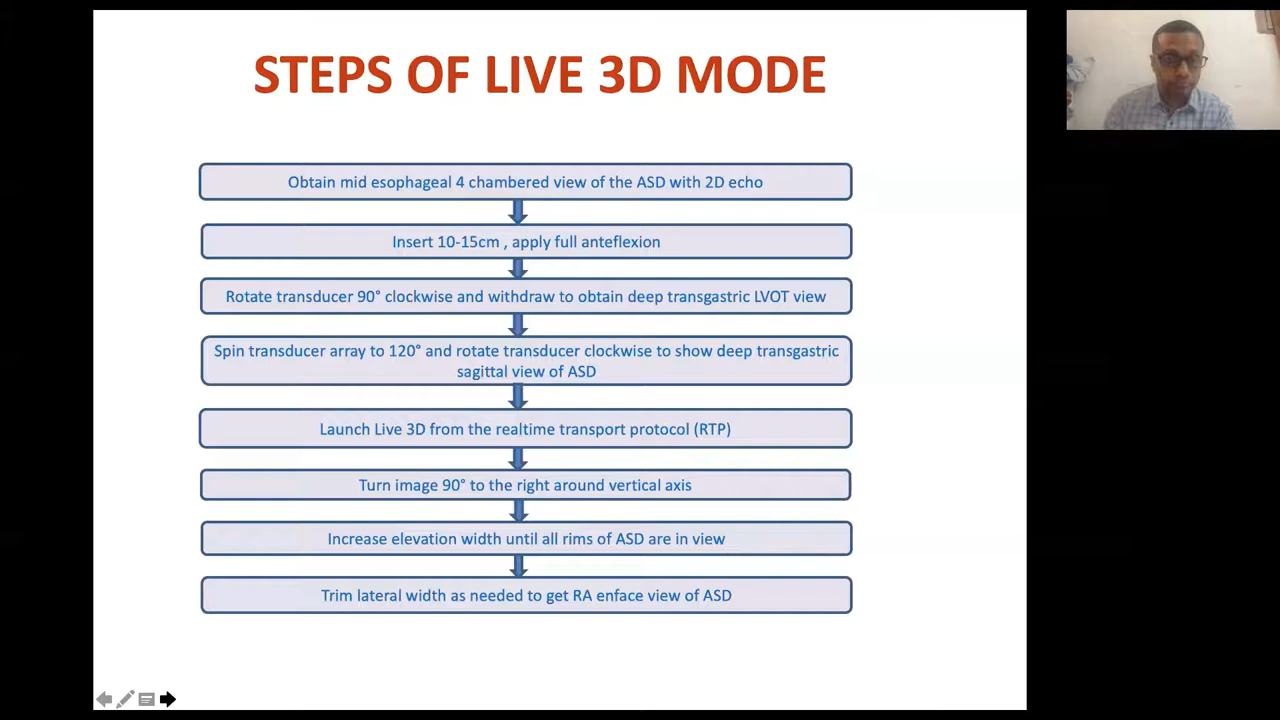 STEPS OF LIVE 3D MODE
Obtain mid esophageal 4 chambered view of the ASD with 2D echo
Insert 10-15cm , apply full anteflexion
Rotate transducer 90° clockwise and withdraw to obtain deep transgastric LVOT view
Spin transducer array to 120° and rotate transducer clockwise to show deep transgastric
sagittal view of ASD
Launch Live 3D from the realtime transport protocol (RTP)
Turn image 90° to the right around vertical axis
Increase elevation width until all rims of ASD are in view
Trim lateral width as needed to get RA enface view of ASD